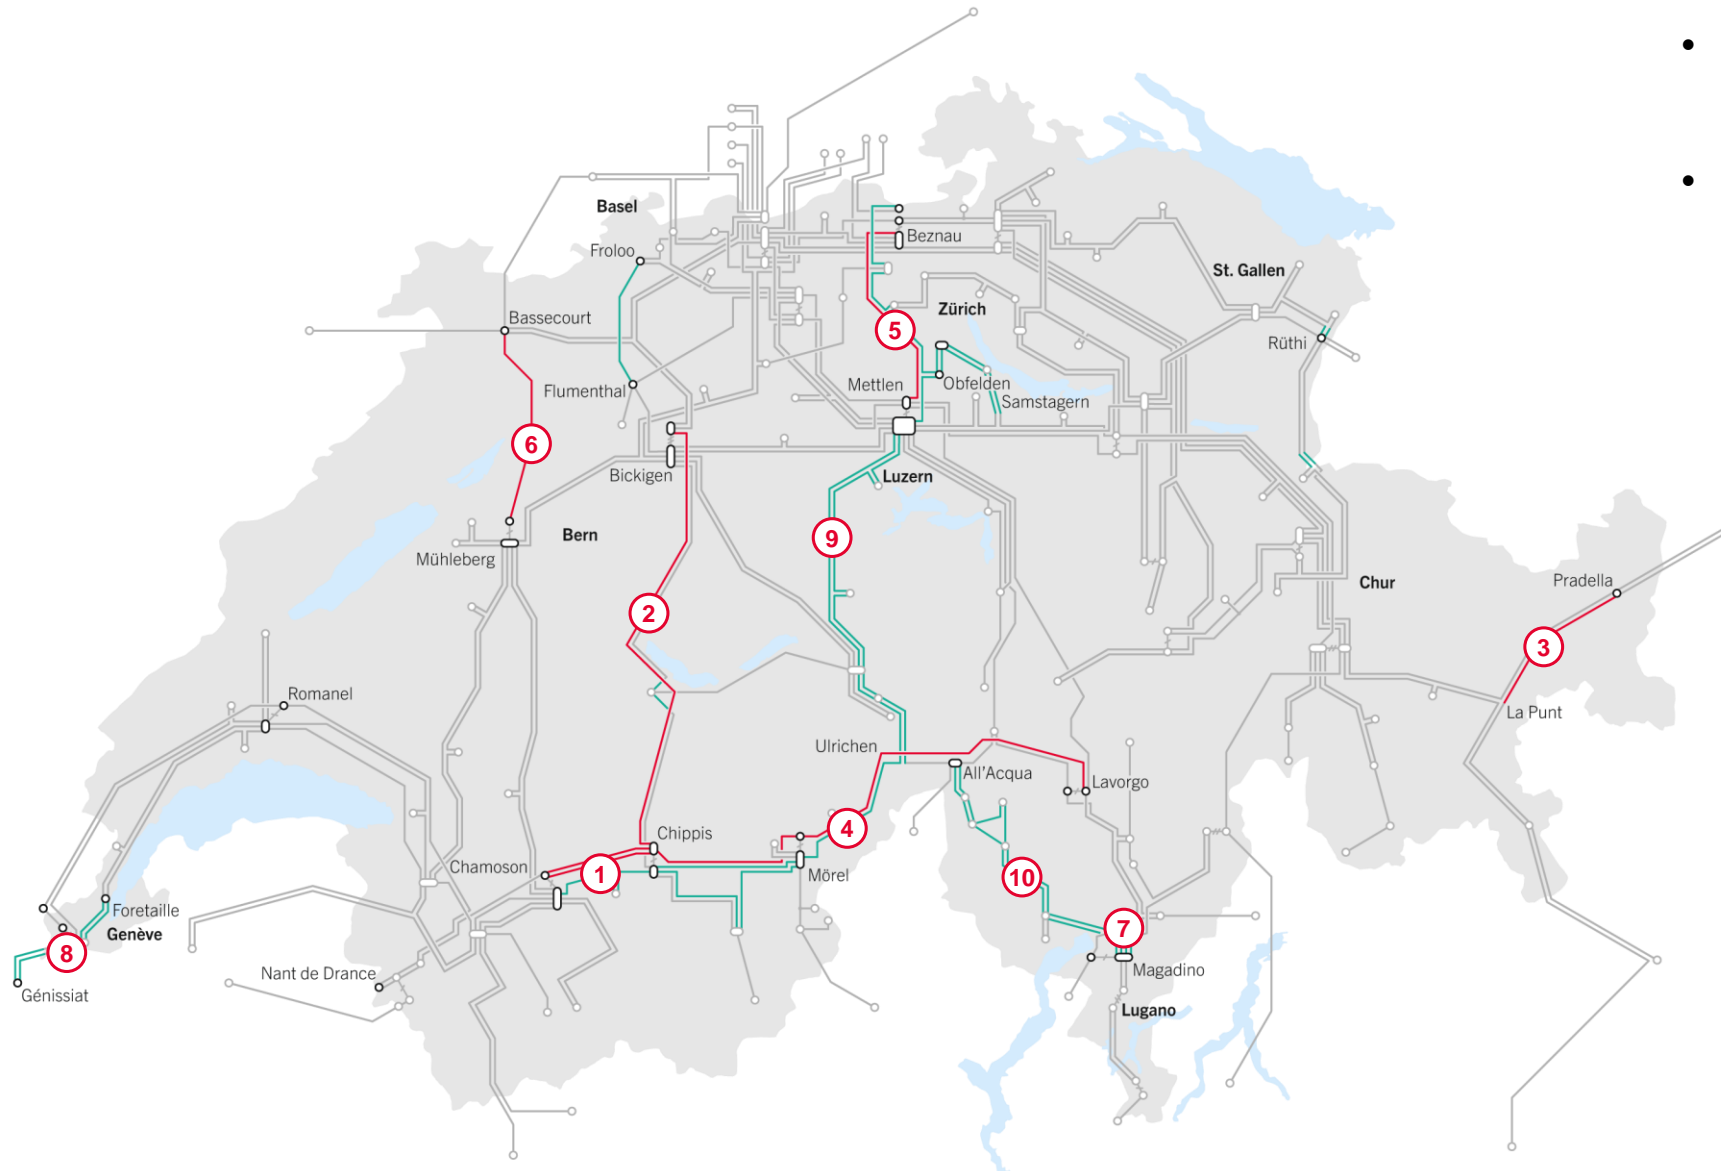 •
•
Basel
Froloo
Beznau
St. Gallen
Bassecourt
Zürich
5
Rüthi
Flumenthal
Mettlen
Obfelden
Samstagern
6
Bickigen
Luzern
Bern
9
Mühleberg
Chur
Pradella
2
3
Romanel
La Punt
Ulrichen
All'Acqua
Lavorgo
4
Chippis
Chamoson
1
Mörel
10
Foretaille
Genève
7
8
Nant de Drance
Magadino
Génissiat
Lugano